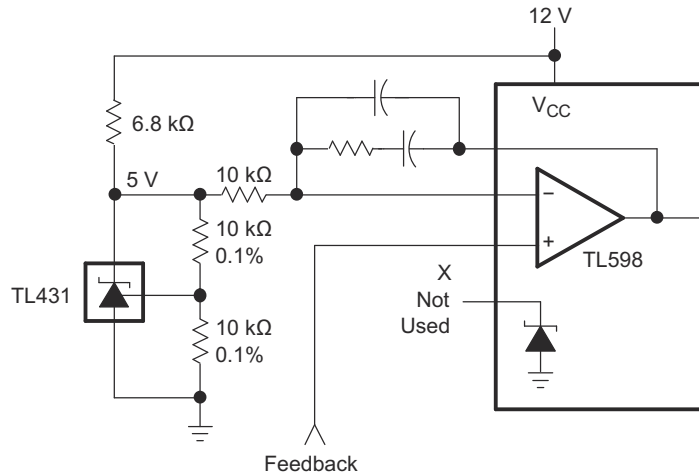 12 V
VCC
6.8 kΩ
5 V
10 kΩ
10 kΩ
0.1%
TL431
10 kΩ
0.1%
−
+
TL598
X
Not
Used
Feedback